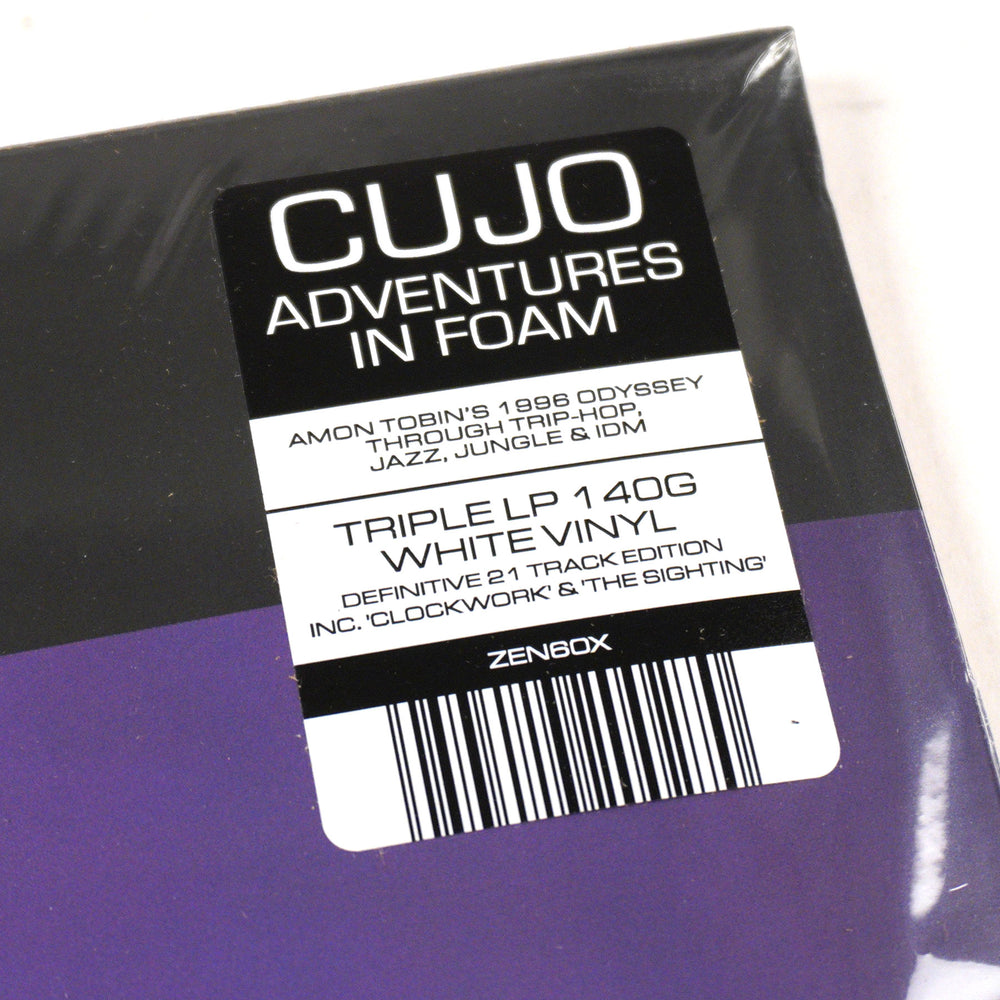 CUJO
ADVENTURES
IN FOAM
AMON TOBIN'S 1996 ODYSSEY
THROUGH TRIP-HOP,
JAZZ, JUNGLE & IDM
TRIPLE LP 140G
WHITE VINYL
DEFINITIVE 21 TRACK EDITION
INC. 'CLOCKWORK' & 'THE SIGHTING'
ZEN60X